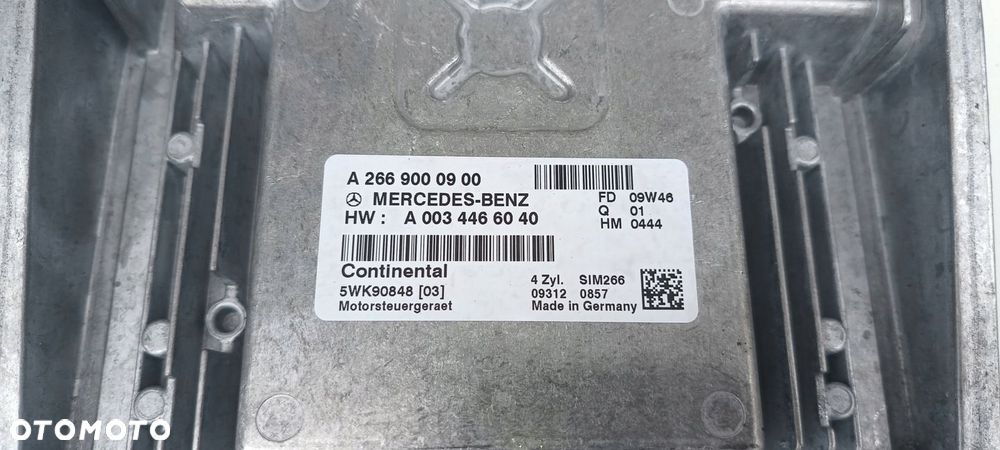 A 266 900 09 00
MERCEDES-BENZ
HW : A 003 446 60 40
FD 09W46
Q 01
HM 0444
Continental
5WK90848 [03]
Motorsteuergeraet
4 Zyl. SIM266
09312 0857
Made in Germany
OTOMOTO